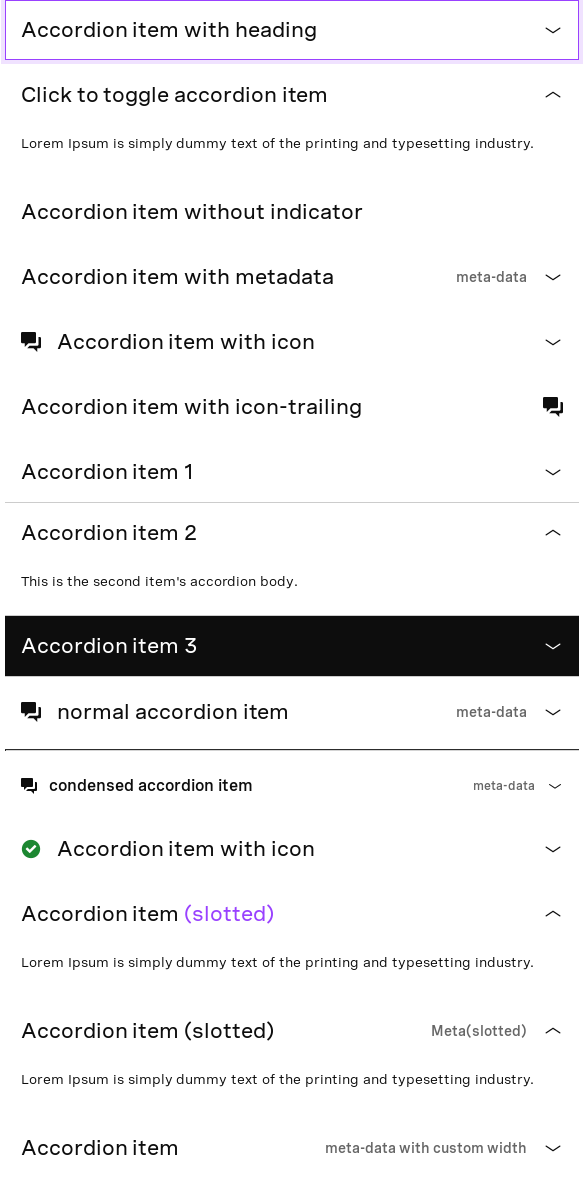 Accordion item with heading
Click to toggle accordion item
Lorem Ipsum is simply dummy text of the printing and typesetting industry.
Accordion item without indicator
Accordion item with metadata meta-data
Accordion item with icon
Accordion item with icon-trailing
Accordion item 1
Accordion item 2
This is the second item's accordion body.
Accordion item 3
normal accordion item meta-data
condensed accordion item meta-data
Accordion item with icon
Accordion item (slotted)
Lorem Ipsum is simply dummy text of the printing and typesetting industry.
Accordion item (slotted) Meta(slotted)
Lorem Ipsum is simply dummy text of the printing and typesetting industry.
Accordion item meta-data with custom width